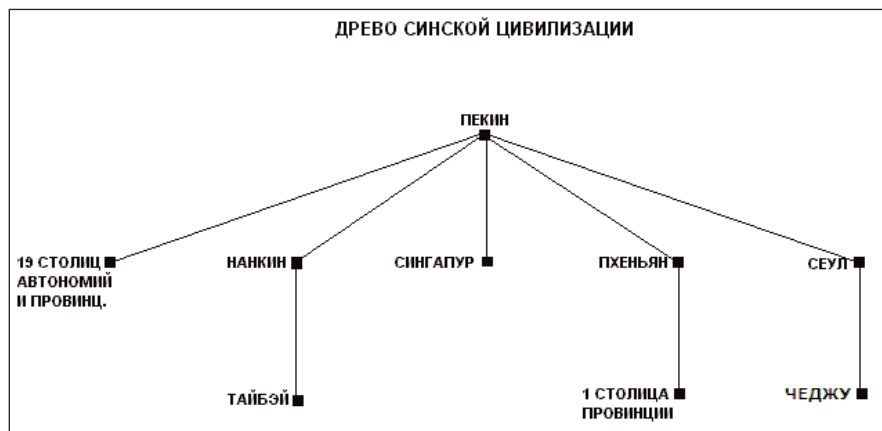 ДРЕВО СИНСКОЙ ЦИВИЛИЗАЦИИ
ПЕКИН
19 СТОЛИЦ
АВТОНОМИЙ
И ПРОВИНЦ.
НАНКИН
СИНГАПУР
ПХЕНЬЯН
СЕУЛ
ТАЙБЭЙ
1 СТОЛИЦА
ПРОВИНЦИИ
ЧЕДЖУ